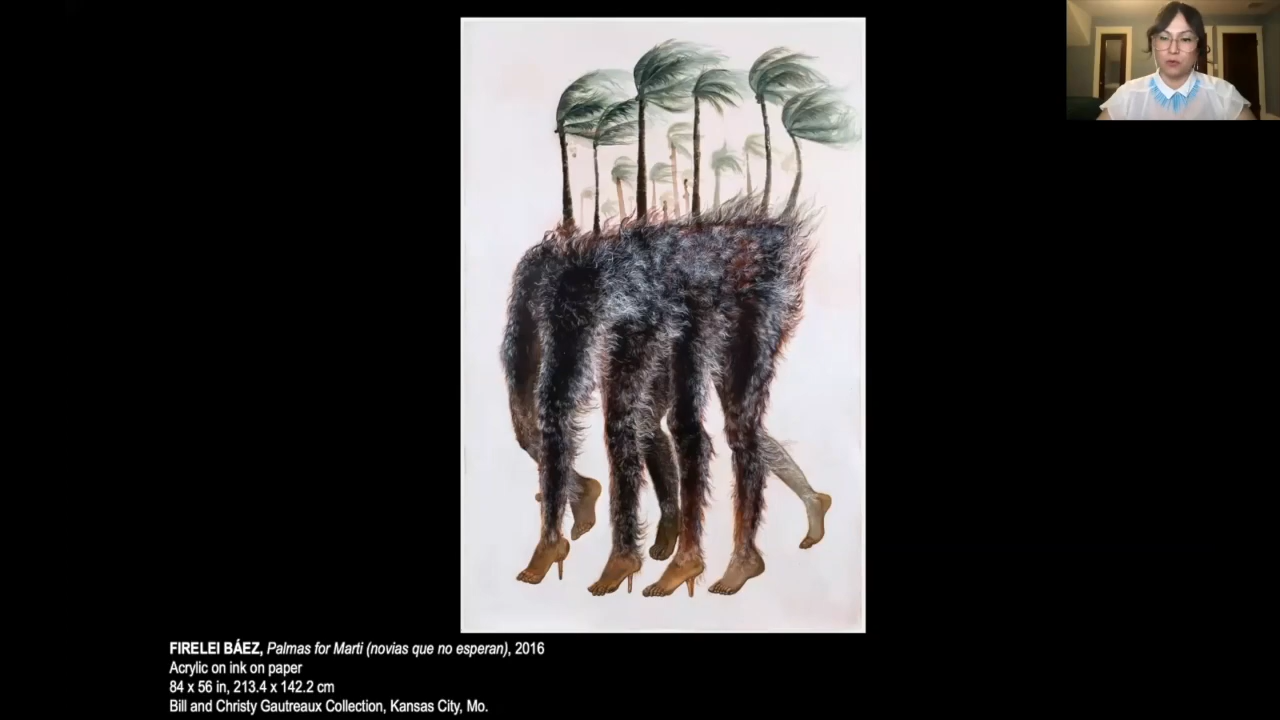 FIRELEI BÁEZ, Palmas for Marti (novias que no esperan), 2016
Acrylic on ink on paper
84 x 56 in, 213.4 x 142.2 cm
Bill and Christy Gautreaux Collection, Kansas City, Mo.